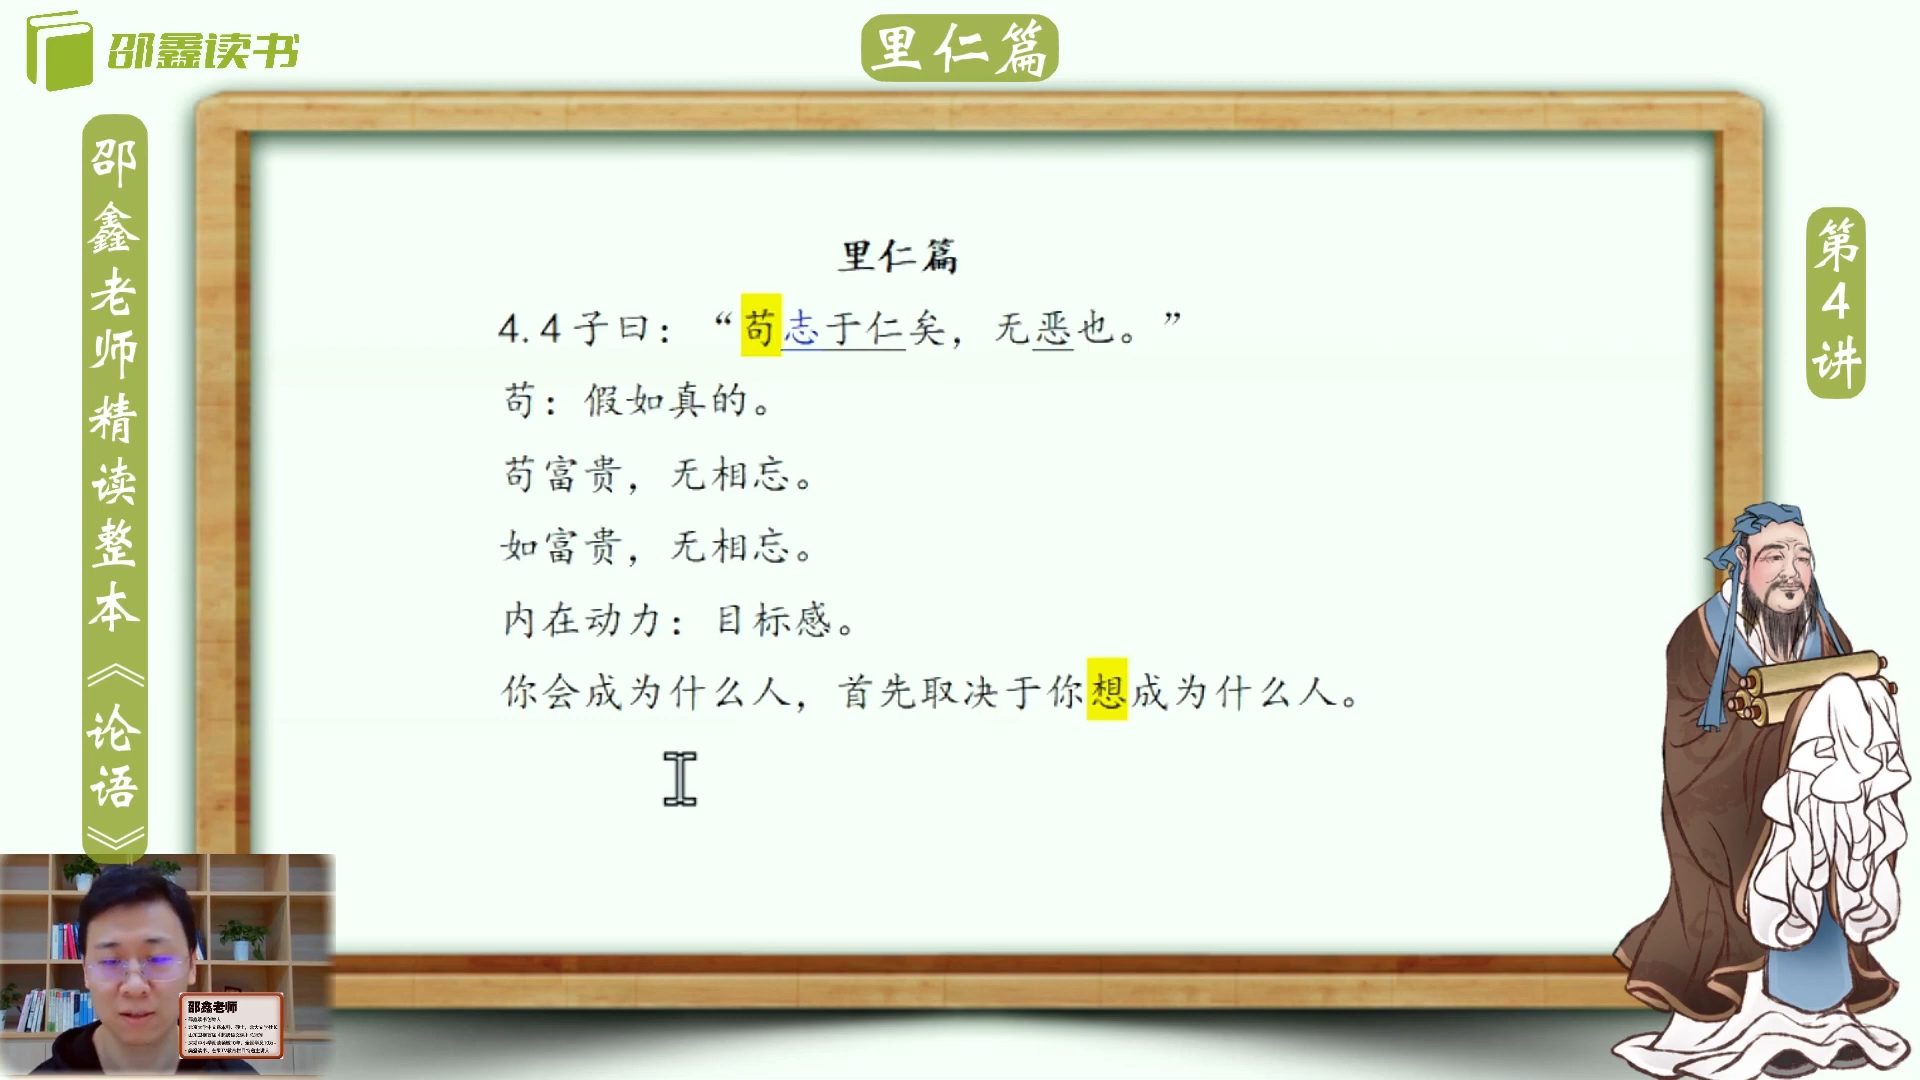 邵鑫读书
里仁篇
邵鑫老师精读整本《论语》
第4讲
里仁篇
4.4子曰：“苟志于仁矣，无恶也。”
苟：假如真的。
苟富贵，无相忘。
如富贵，无相忘。
内在动力：目标感。
你会成为什么人，首先取决于你想成为什么人。
邵鑫老师